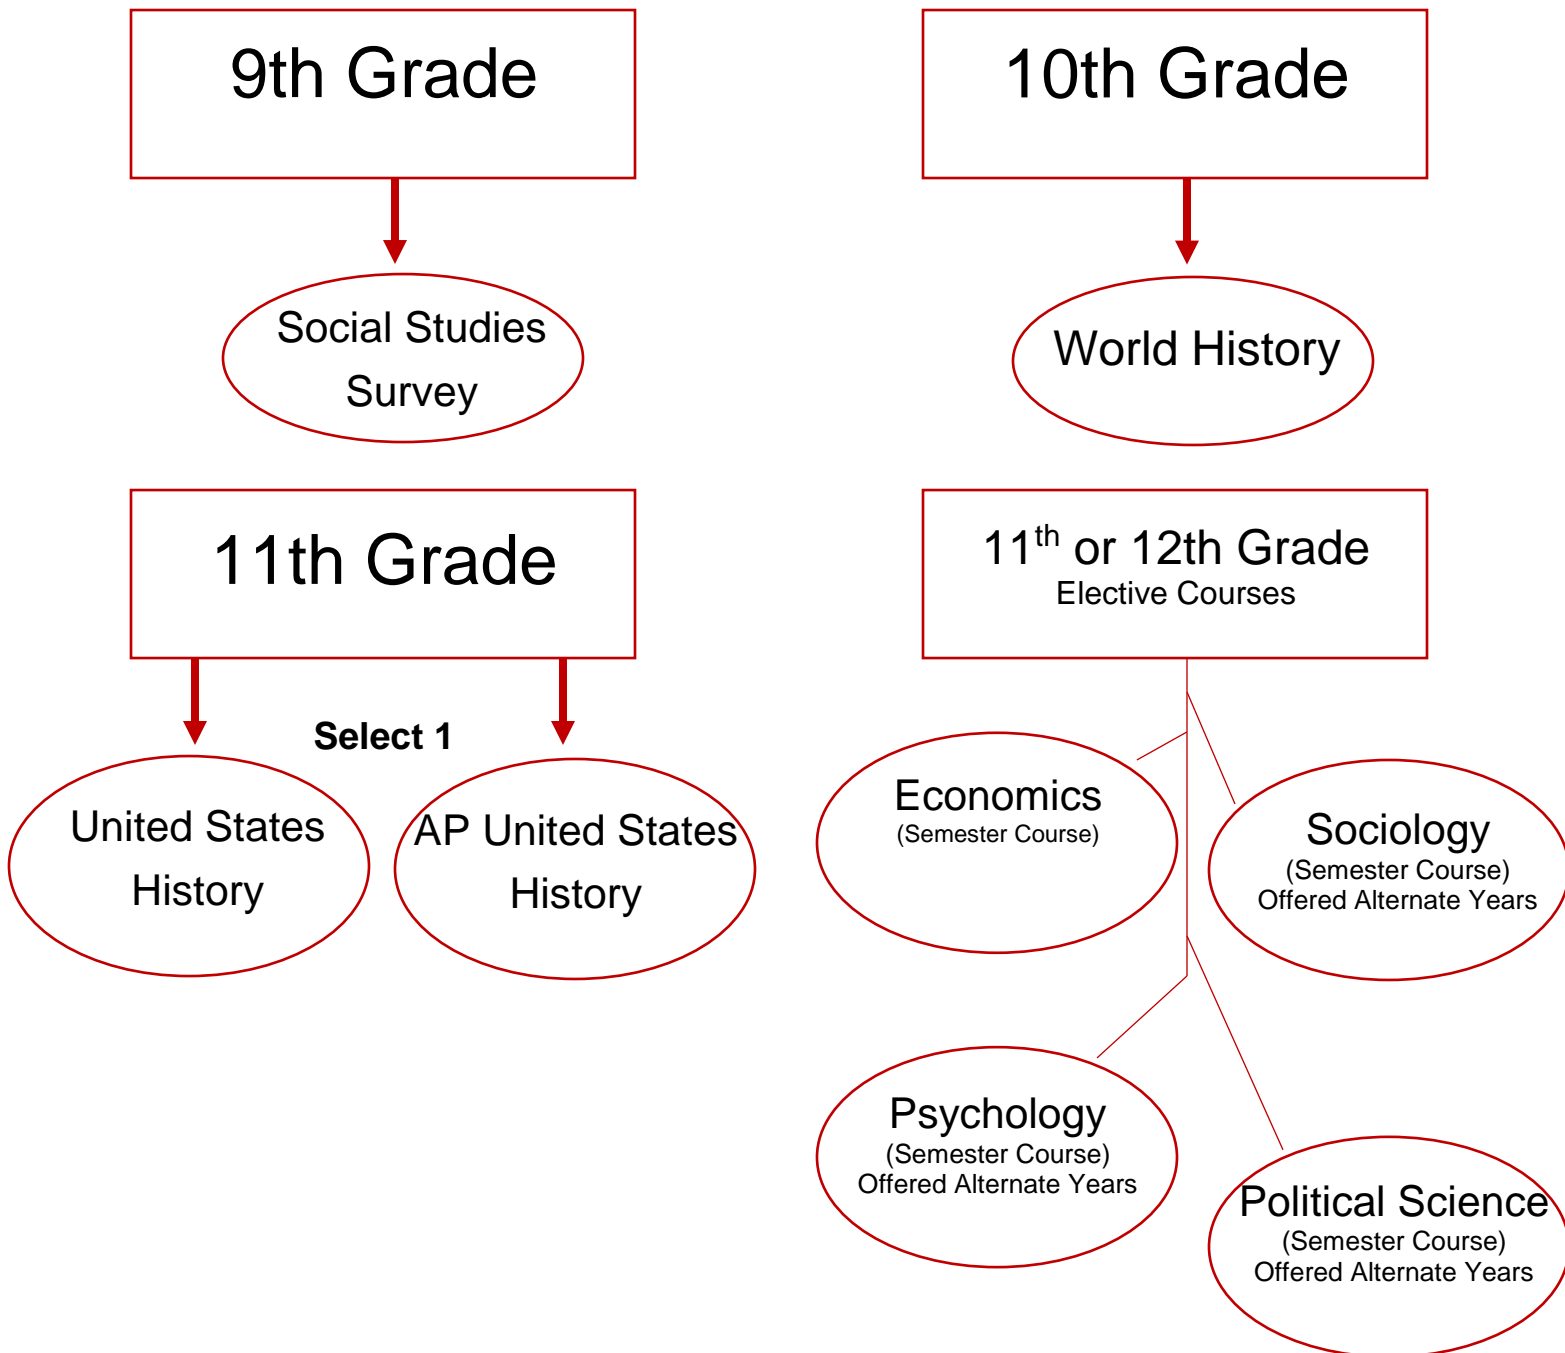 9th Grade
10th Grade
Social Studies
Survey
World History
11th Grade
11th or 12th Grade
Elective Courses
Select 1
United States
History
AP United States
History
Economics
(Semester Course)
Sociology
(Semester Course)
Offered Alternate Years
Psychology
(Semester Course)
Offered Alternate Years
Political Science
(Semester Course)
Offered Alternate Years